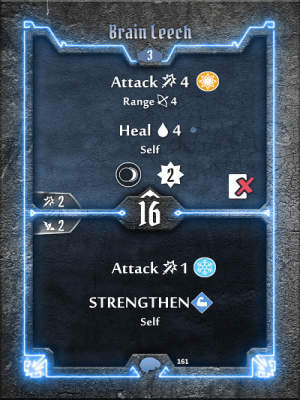 Brain Leech
3
Attack 4
Range 4
Heal 4
Self
2
2
16
2
Attack 1
STRENGTHEN
Self
161